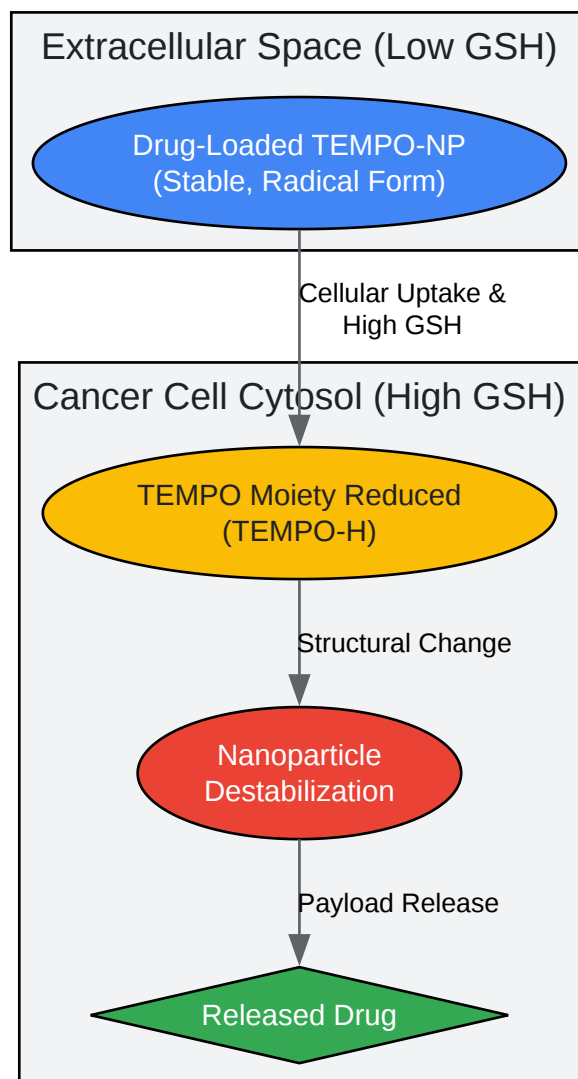 Extracellular Space (Low GSH)
Drug-Loaded TEMPO-NP
(Stable, Radical Form)
Cellular Uptake &
High GSH
Cancer Cell Cytosol (High GSH)
TEMPO Moiety Reduced
(TEMPO-H)
Structural Change
Nanoparticle
Destabilization
Payload Release
Released Drug